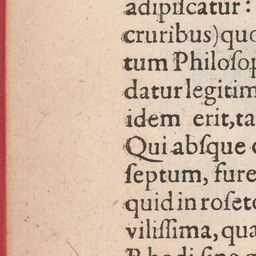 adipiſcatur:
cruribus) quo
tum Philoſop
datur legitim
idem erit, ta
Qui abſque
ſeptum, fure
quid in roſeto
viliſſima, qua